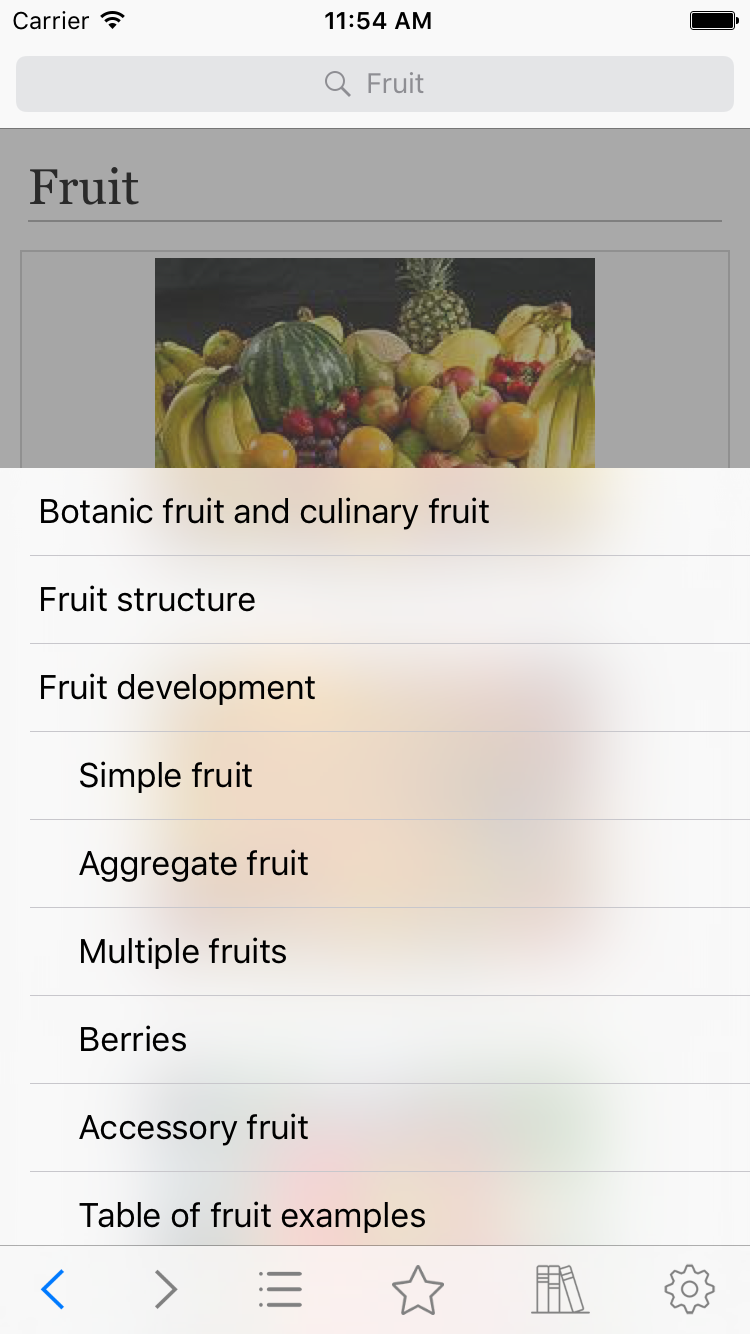 Carrier 11:54 AM
Fruit
Fruit
Botanic fruit and culinary fruit
Fruit structure
Fruit development
Simple fruit
Aggregate fruit
Multiple fruits
Berries
Accessory fruit
Table of fruit examples